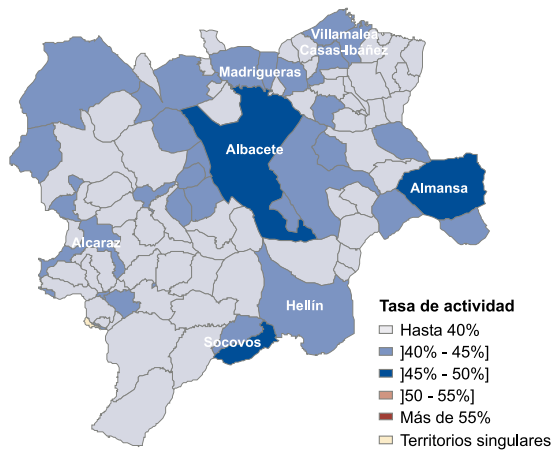 Villamalea
Casas-Ibáñez
Madrigueras
Albacete
Almansa
Alcaraz
Hellín
Socovos
Tasa de actividad
Hasta 40%
]40% - 45%]
]45% - 50%]
]50 - 55%]
Más de 55%
Territorios singulares